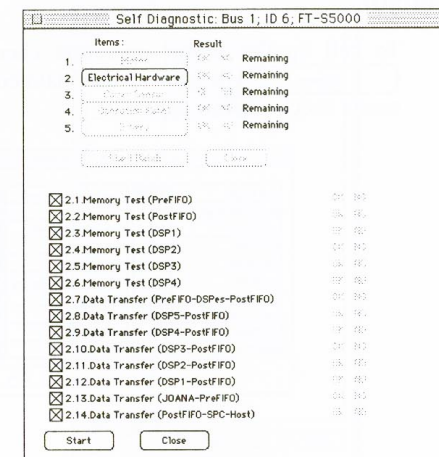 Self Diagnostic: Bus 1; ID 6; FT-S5000
Items: Result
1. Remaining
2. Electrical Hardware Remaining
3. Remaining
4. Remaining
5. Remaining
2.1.Memory Test (PreFIFO)
2.2.Memory Test (PostFIFO)
2.3.Memory Test (DSP1)
2.4.Memory Test (DSP2)
2.5.Memory Test (DSP3)
2.6.Memory Test (DSP4)
2.7.Data Transfer (PreFIFO-DSPes-PostFIFO)
2.8.Data Transfer (DSP5-PostFIFO)
2.9.Data Transfer (DSP4-PostFIFO)
2.10.Data Transfer (DSP3-PostFIFO)
2.11.Data Transfer (DSP2-PostFIFO)
2.12.Data Transfer (DSP1-PostFIFO)
2.13.Data Transfer (JOANA-PreFIFO)
2.14.Data Transfer (PostFIFO-SPC-Host)
Start Close